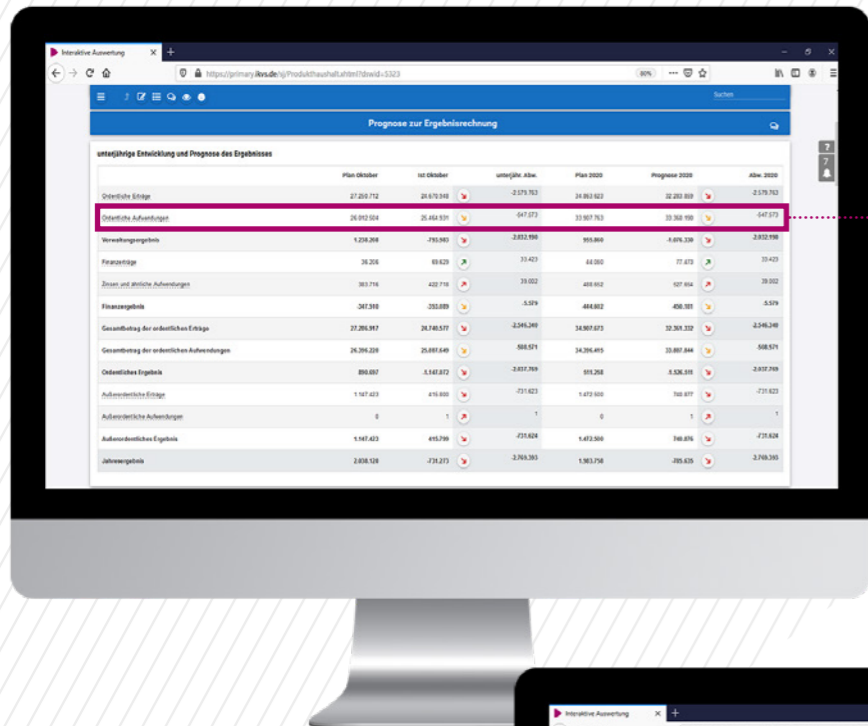 Interaktive Auswertung
https://primary.ikvs.de/sj/Produkthaushalt.xhtml?dswid=5323 80%
Suchen
Prognose zur Ergebnisrechnung
?
7
unterjährige Entwicklung und Prognose des Ergebnisses
Plan Oktober Ist Oktober unterjähr. Abw. Plan 2020 Prognose 2020 Abw. 2020
Ordentliche Erträge 27.250.712 24.670.948 -2.579.763 34.863.623 32.283.859 -2.579.763
Ordentliche Aufwendungen 26.012.504 25.464.931 -547.573 33.907.763 33.360.190 -547.573
Verwaltungsergebnis 1.238.208 -793.983 -2.032.190 955.860 -1.076.330 -2.032.190
Finanzerträge 36.206 69.629 33.423 44.050 77.473 33.423
Zinsen und ähnliche Aufwendungen 383.716 422.718 39.002 488.652 527.654 39.002
Finanzergebnis -347.510 -353.089 -5.579 -444.602 -450.181 -5.579
Gesamtbetrag der ordentlichen Erträge 27.286.917 24.740.577 -2.546.340 34.907.673 32.361.332 -2.546.340
Gesamtbetrag der ordentlichen Aufwendungen 26.396.220 25.887.649 -508.571 34.396.415 33.887.844 -508.571
Ordentliches Ergebnis 890.697 -1.147.072 -2.037.769 511.258 -1.526.511 -2.037.769
Außerordentliche Erträge 1.147.423 415.800 -731.623 1.472.500 740.877 -731.623
Außerordentliche Aufwendungen 0 1 1 0 1 1
Außerordentliches Ergebnis 1.147.423 415.799 -731.624 1.472.500 740.876 -731.624
Jahresergebnis 2.038.120 -731.273 -2.769.393 1.983.758 -785.635 -2.769.393
Interaktive Auswertung